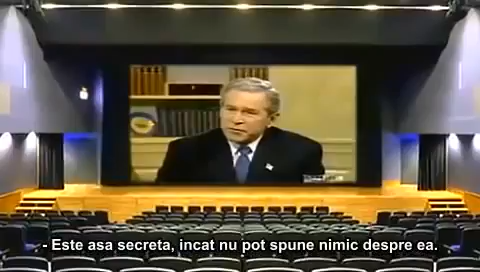 - Este asa secreta, incat nu pot spune nimic despre ea.